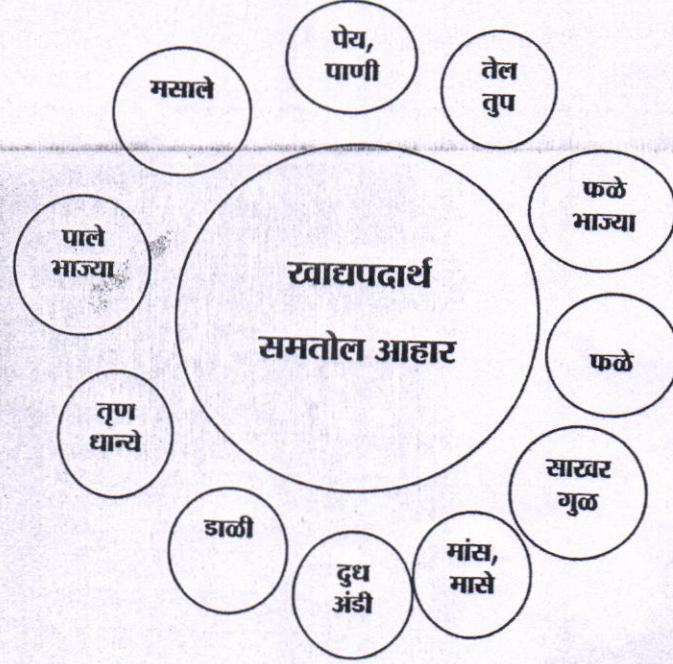 पेय,
पाणी
तेल
तुप
मसाले
फळे
भाज्या
पाले
भाज्या
खाद्यपदार्थ
समतोल आहार
फळे
तृण
धान्ये
साखर
गुळ
डाळी
मांस,
मासे
दुध
अंडी